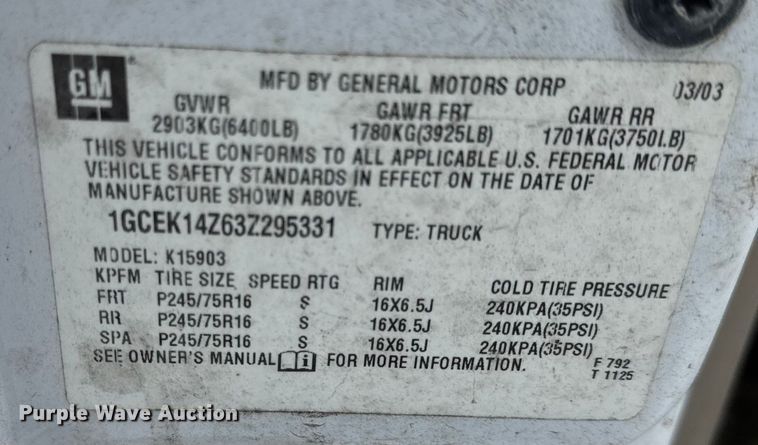 GM
MFD BY GENERAL MOTORS CORP 03/03
GVWR GAWR FRT GAWR RR
2903KG(6400LB) 1780KG(3925LB) 1701KG(3750LB)
THIS VEHICLE CONFORMS TO ALL APPLICABLE U.S. FEDERAL MOTOR
VEHICLE SAFETY STANDARDS IN EFFECT ON THE DATE OF
MANUFACTURE SHOWN ABOVE.
1GCEK14Z63Z295331 TYPE: TRUCK
MODEL: K15903
KPFM TIRE SIZE SPEED RTG RIM COLD TIRE PRESSURE
FRT P245/75R16 S 16X6.5J 240KPA(35PSI)
RR P245/75R16 S 16X6.5J 240KPA(35PSI)
SPA P245/75R16 S 16X6.5J 240KPA(35PSI)
SEE OWNER'S MANUAL FOR MORE INFORMATION.
F 792
T 1125
Purple Wave Auction